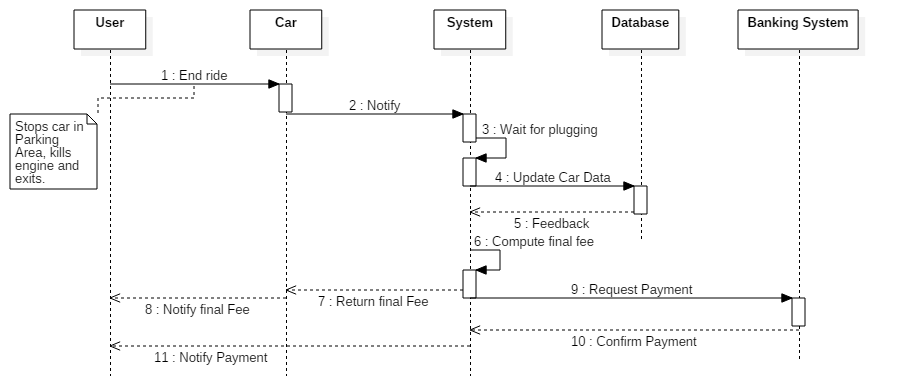 User
Car
System
Database
Banking System
1 : End ride
2 : Notify
Stops car in
Parking
Area, kills
engine and
exits.
3 : Wait for plugging
4 : Update Car Data
5 : Feedback
6 : Compute final fee
7 : Return final Fee
8 : Notify final Fee
9 : Request Payment
10 : Confirm Payment
11 : Notify Payment